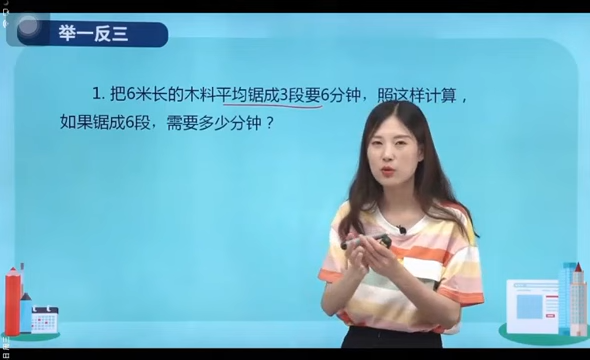 举一反三
1. 把6米长的木料平均锯成3段要6分钟，照这样计算，
如果锯成6段，需要多少分钟？